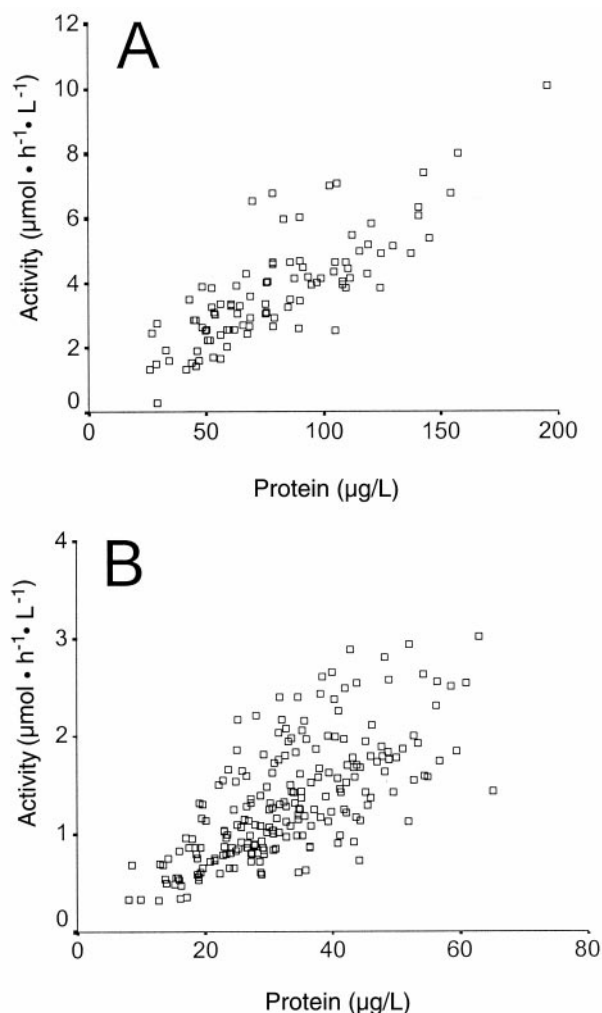 A
12
10
8
6
4
2
0
Activity (µmol • h⁻¹ • L⁻¹)
0 50 100 150 200
Protein (µg/L)
B
4
3
2
1
0
Activity (µmol • h⁻¹ • L⁻¹)
0 20 40 60 80
Protein (µg/L)